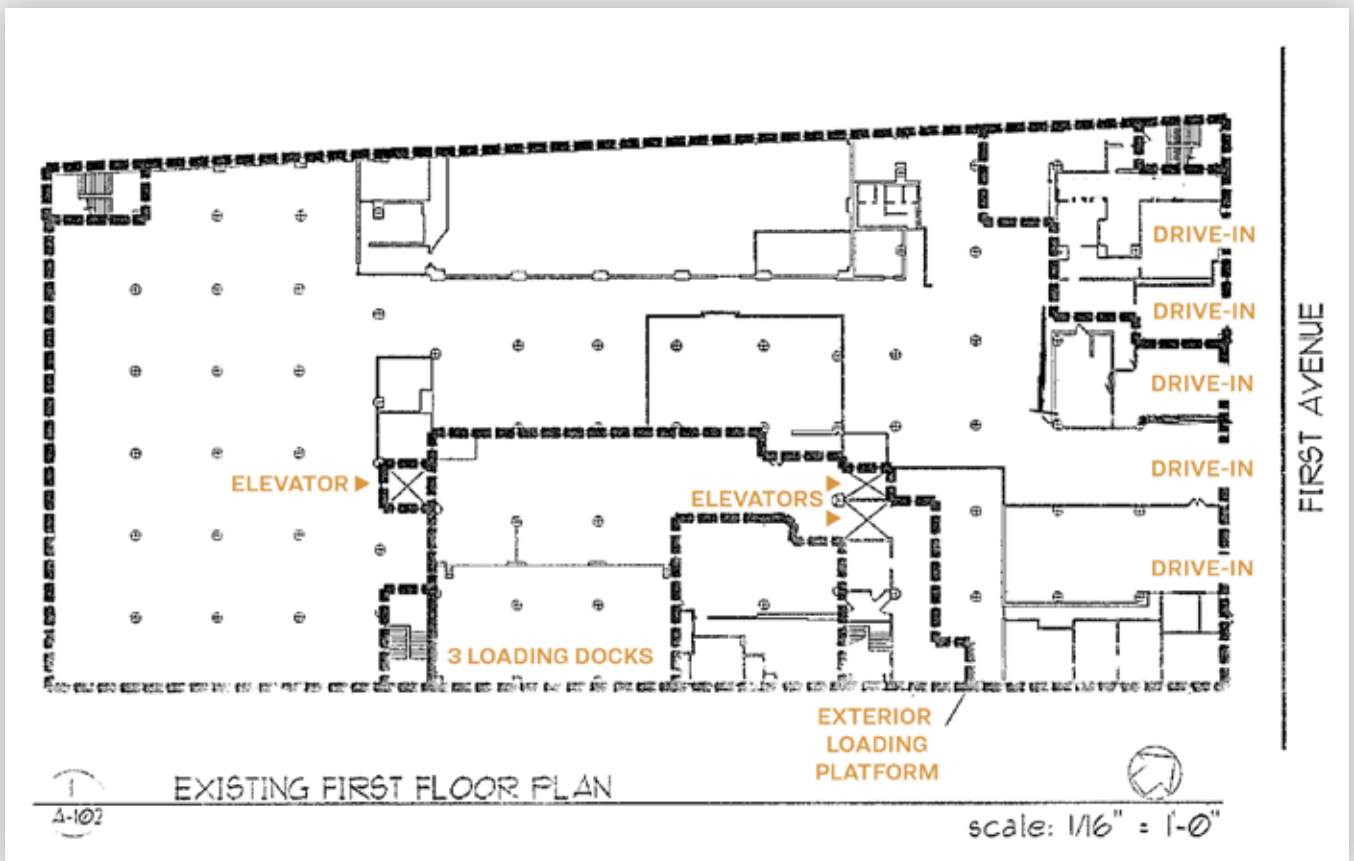 DRIVE-IN
DRIVE-IN
DRIVE-IN
DRIVE-IN
DRIVE-IN
FIRST AVENUE
ELEVATOR
ELEVATORS
3 LOADING DOCKS
EXTERIOR
LOADING
PLATFORM
1
A-102
EXISTING FIRST FLOOR PLAN
scale: 1/16" = 1'-0"